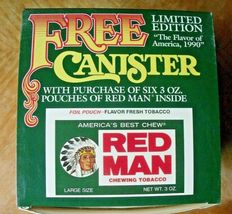 FREE
LIMITED
EDITION
"The Flavor of
America, 1990"
CANISTER
WITH PURCHASE OF SIX 3 OZ.
POUCHES OF RED MAN INSIDE
FOIL POUCH - FLAVOR FRESH TOBACCO
AMERICA'S BEST CHEW
RED
MAN
CHEWING TOBACCO
LARGE SIZE
NET WT. 3 OZ.